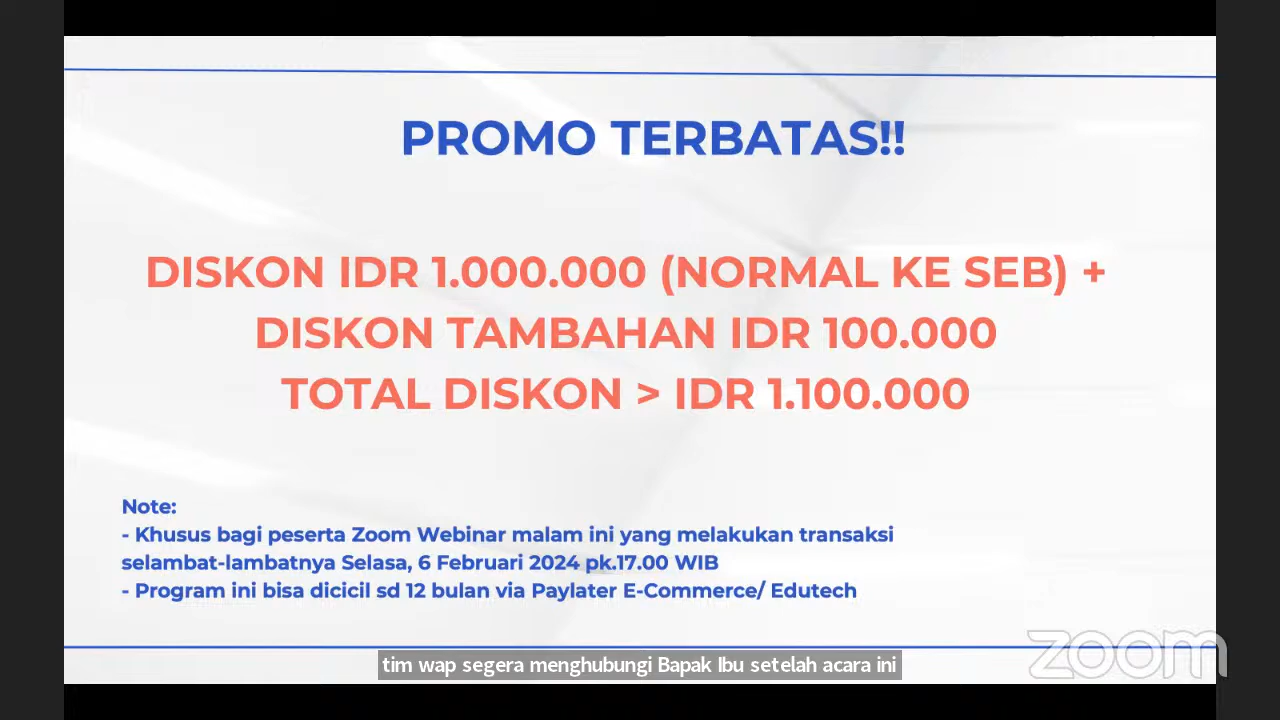 PROMO TERBATAS!!
DISKON IDR 1.000.000 (NORMAL KE SEB) +
DISKON TAMBAHAN IDR 100.000
TOTAL DISKON > IDR 1.100.000
Note:
- Khusus bagi peserta Zoom Webinar malam ini yang melakukan transaksi
selambat-lambatnya Selasa, 6 Februari 2024 pk.17.00 WIB
- Program ini bisa dicicil sd 12 bulan via Paylater E-Commerce/ Edutech
zoom
tim wap segera menghubungi Bapak Ibu setelah acara ini